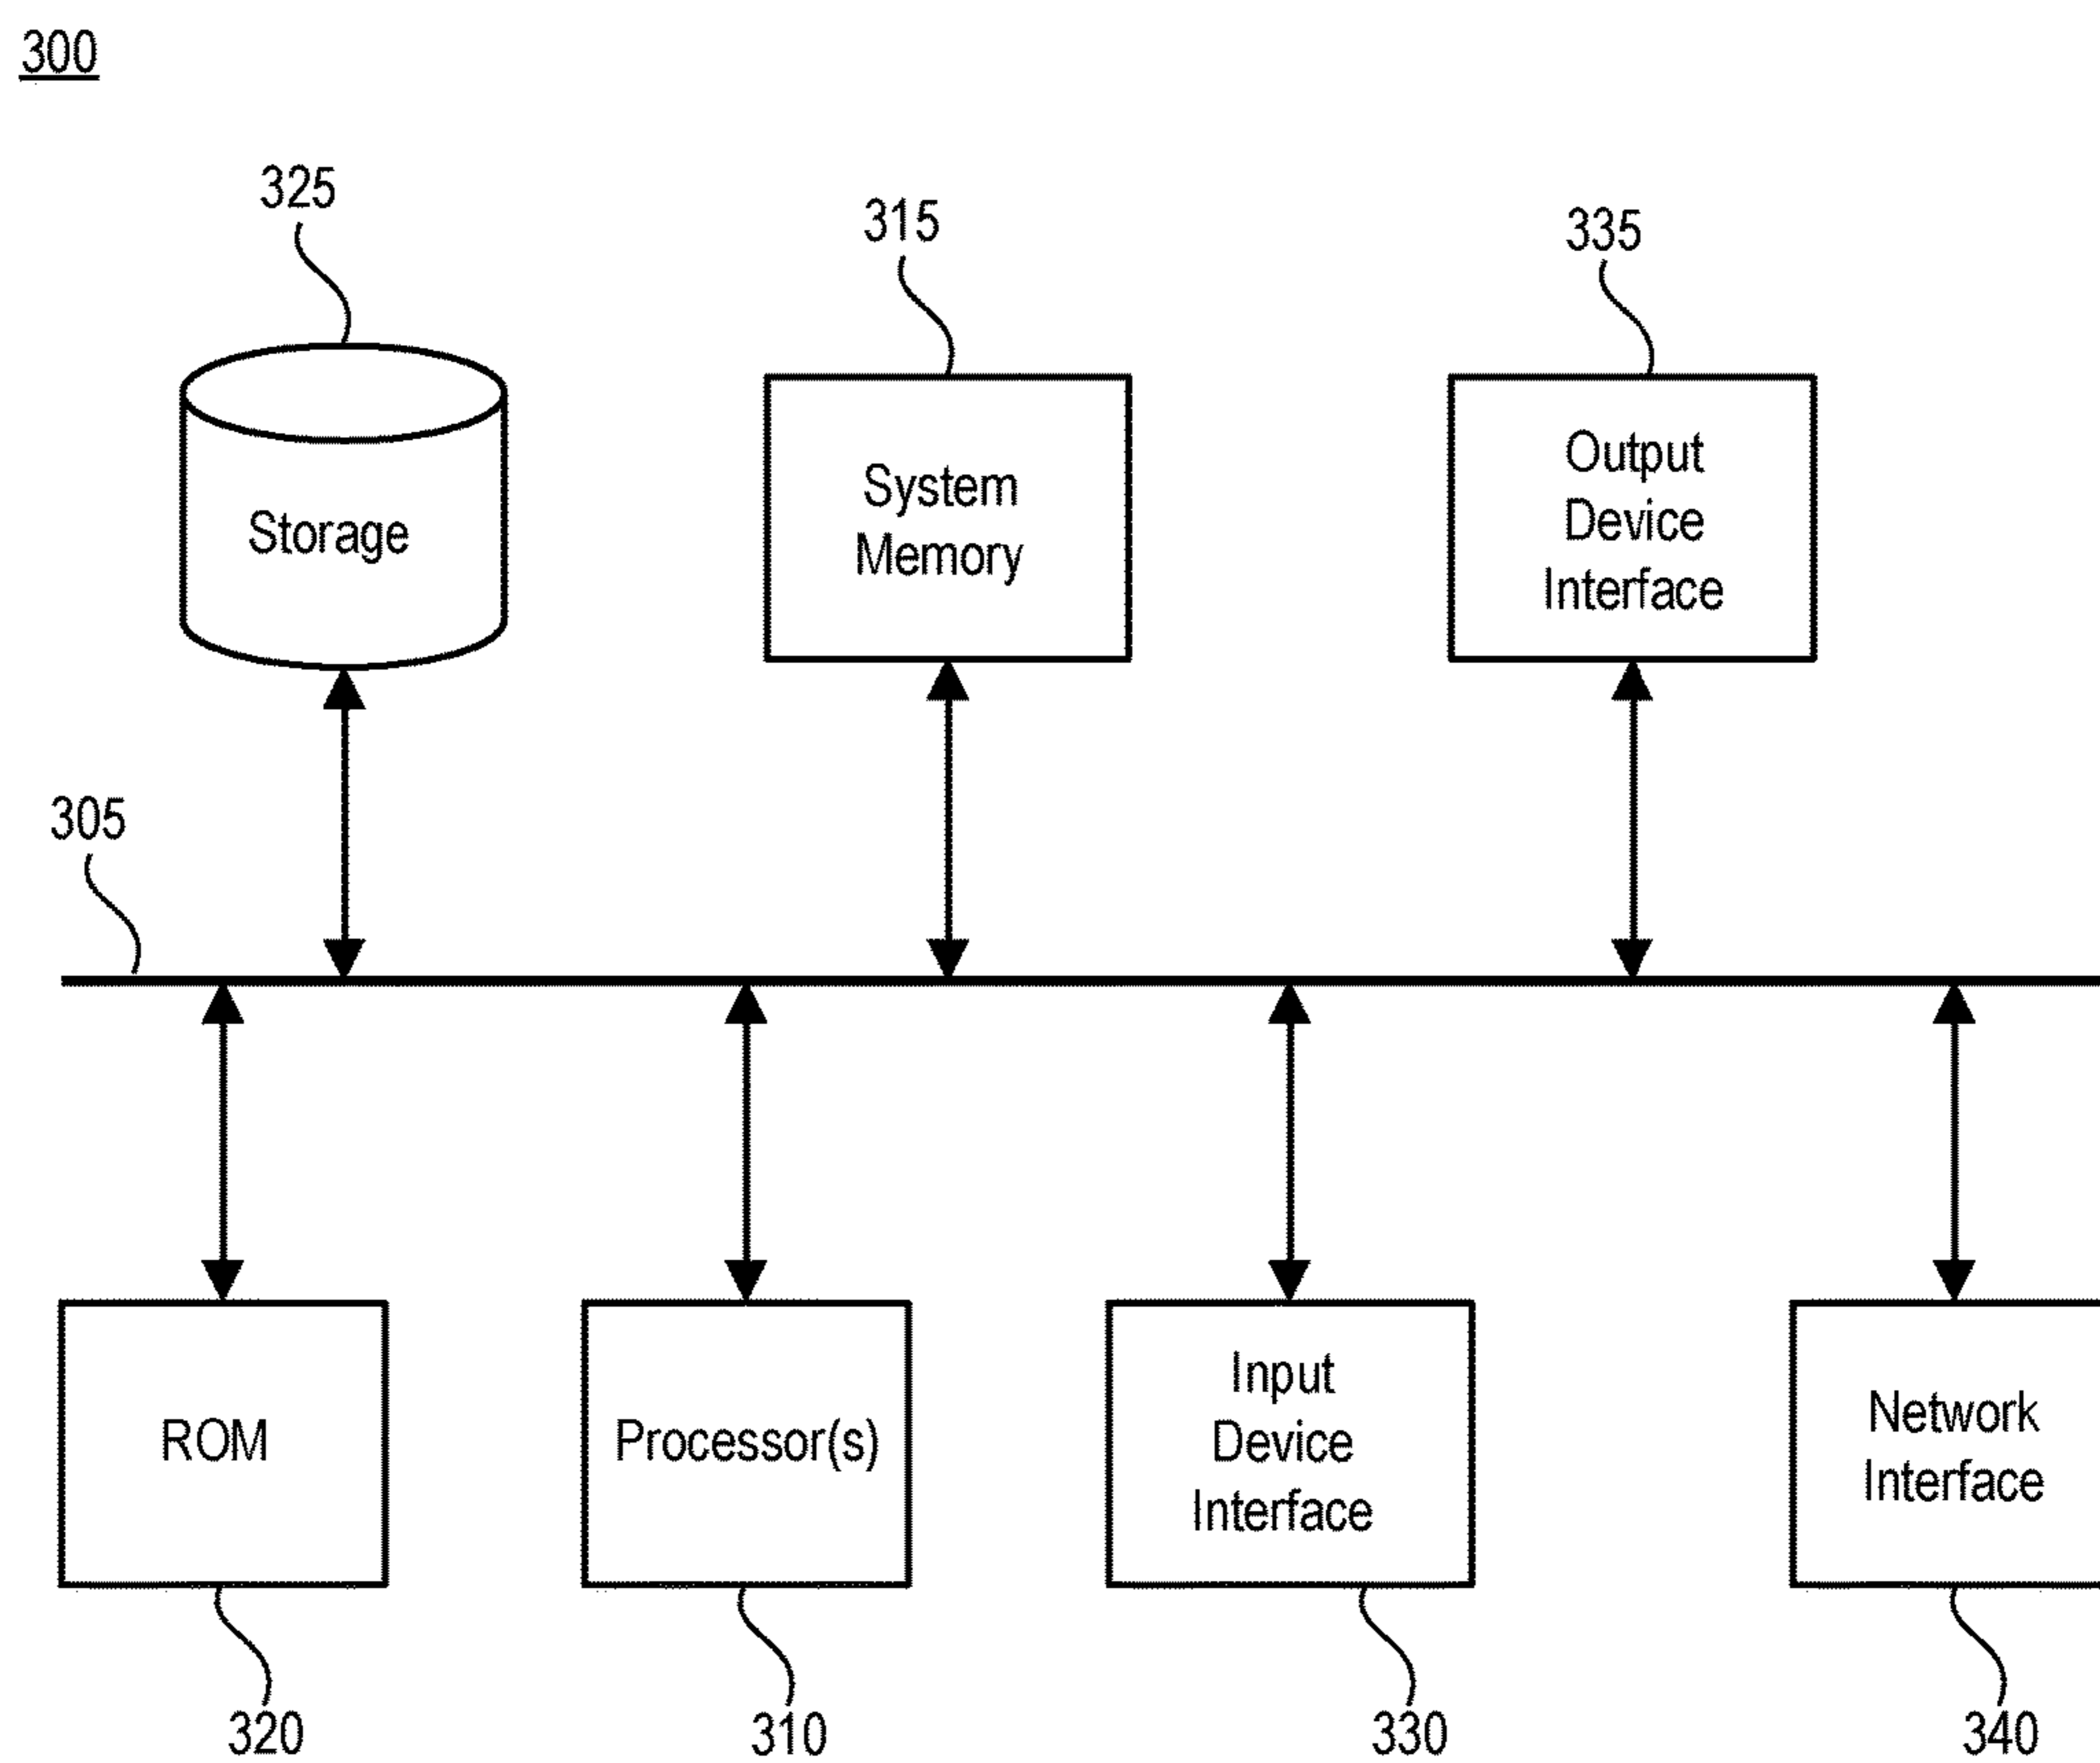 300
325
315
335
Storage
System
Memory
Output
Device
Interface
305
ROM
Processor(s)
Input
Device
Interface
Network
Interface
320
310
330
340